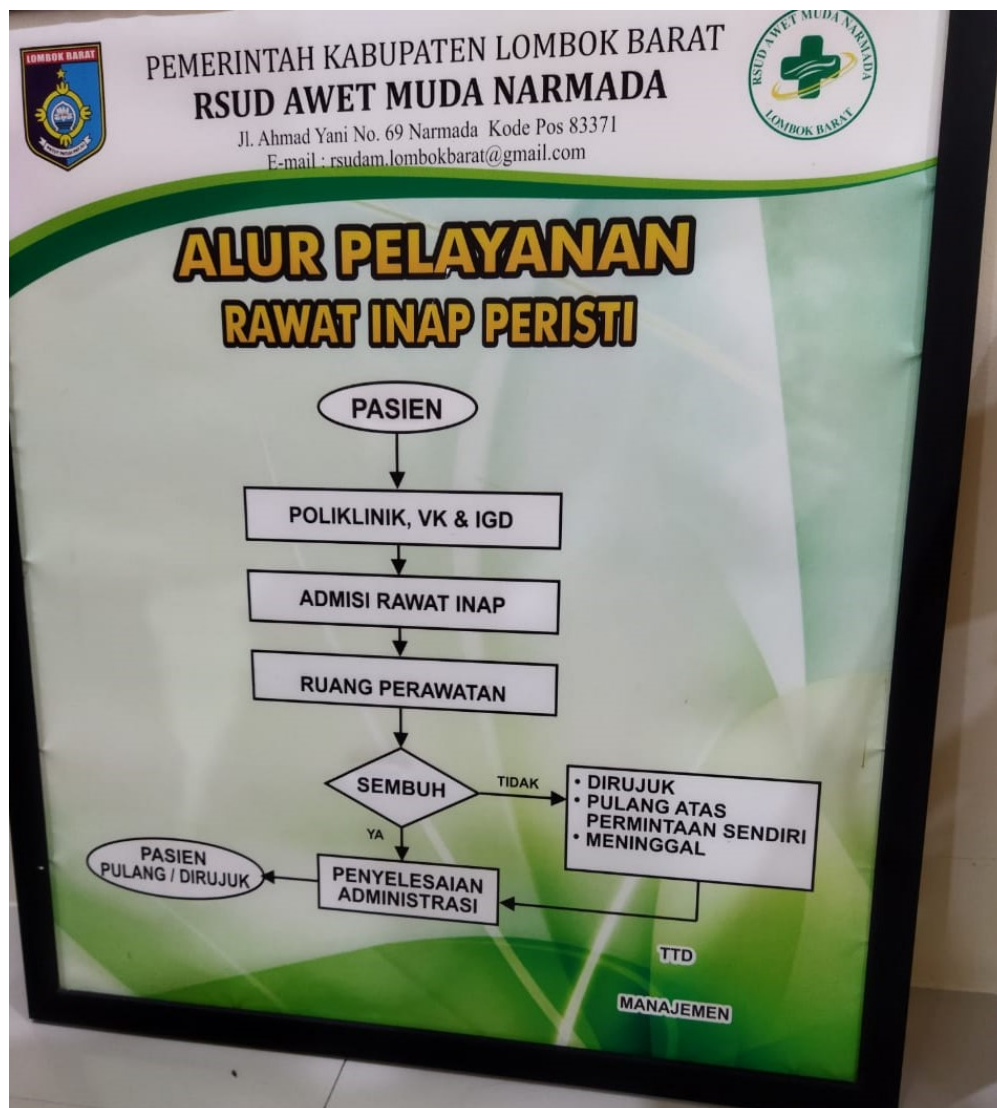 LOMBOK BARAT
PEMERINTAH KABUPATEN LOMBOK BARAT
RSUD AWET MUDA NARMADA
Jl. Ahmad Yani No. 69 Narmada Kode Pos 83371
E-mail : rsudam.lombokbarat@gmail.com
RSUD AWET MUDA NARMADA
LOMBOK BARAT
ALUR PELAYANAN
RAWAT INAP PERISTI
PASIEN
POLIKLINIK, VK & IGD
ADMISI RAWAT INAP
RUANG PERAWATAN
SEMBUH
TIDAK
• DIRUJUK
• PULANG ATAS
PERMINTAAN SENDIRI
• MENINGGAL
YA
PENYELESAIAN
ADMINISTRASI
PASIEN
PULANG / DIRUJUK
TTD
MANAJEMEN